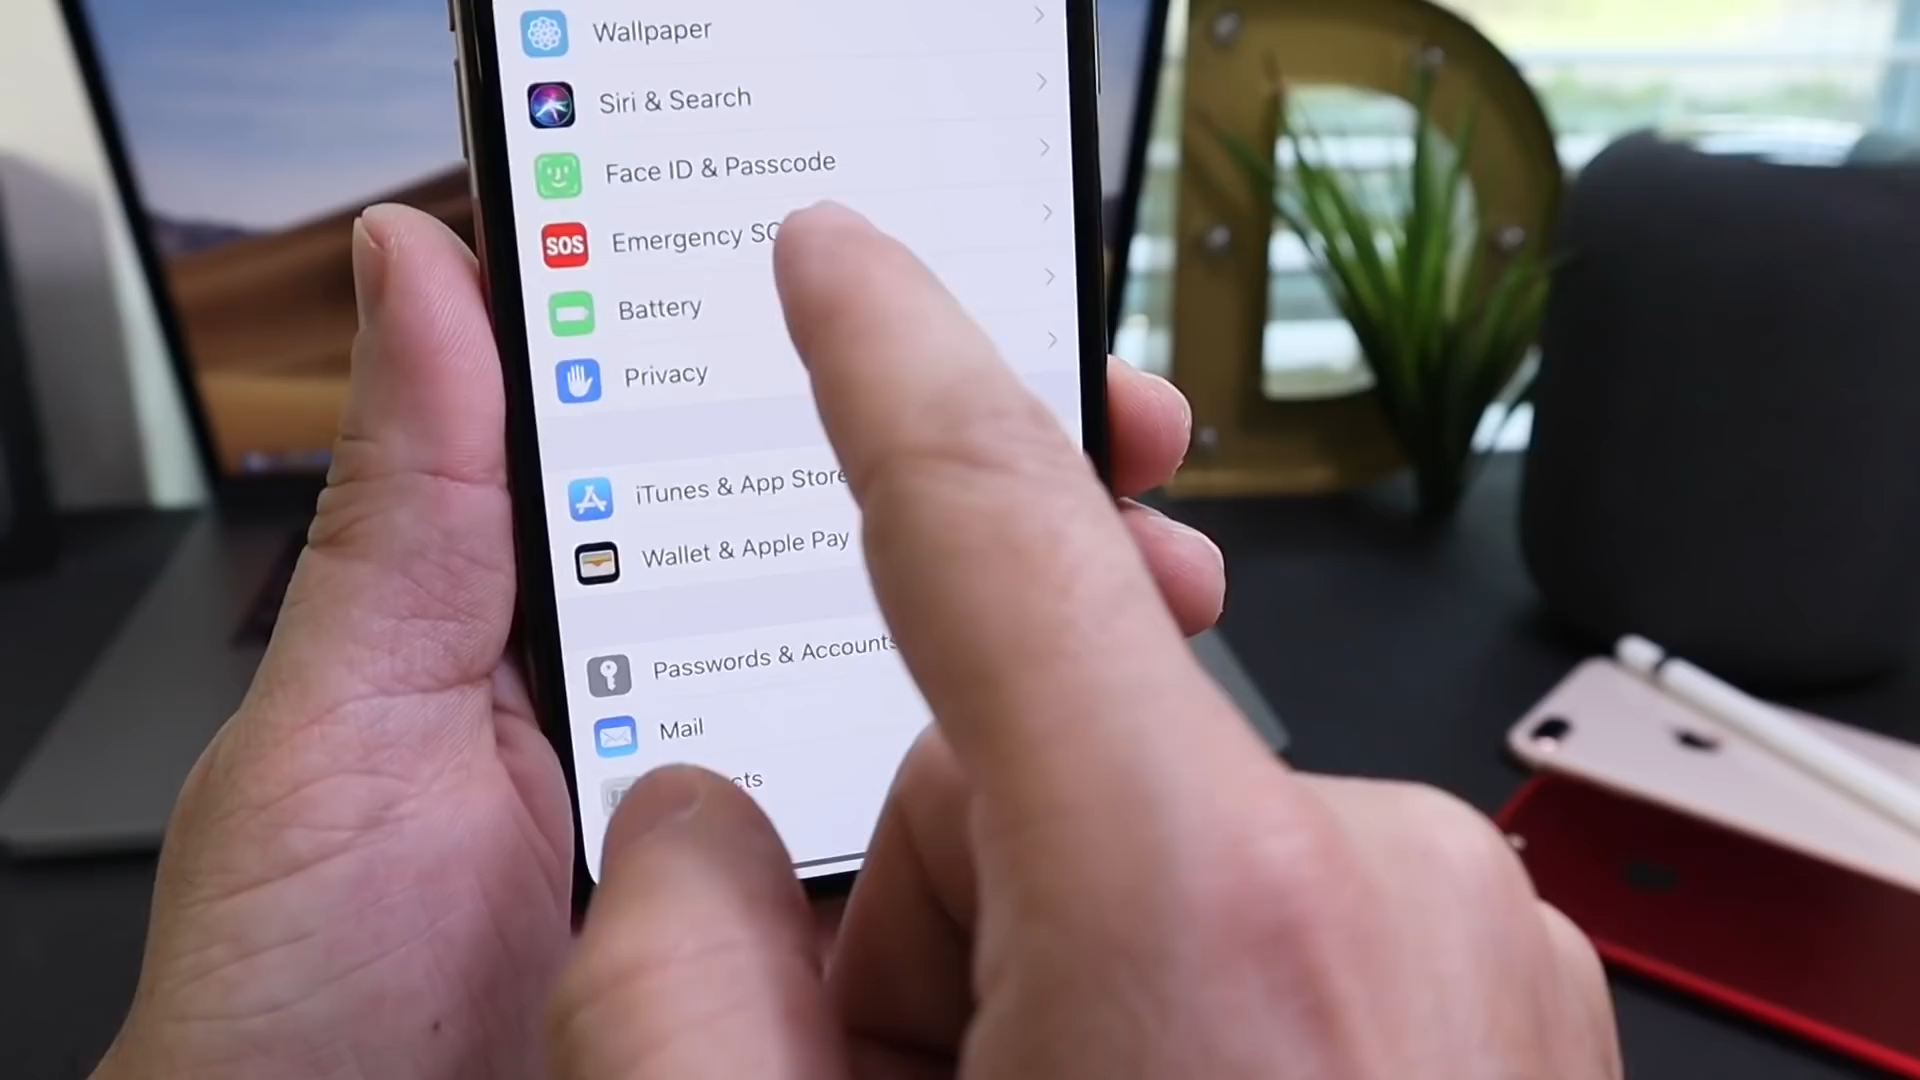 Wallpaper
Siri & Search
Face ID & Passcode
SOS
Emergency
Battery
Privacy
iTunes & App Store
Wallet & Apple Pay
Passwords & Accounts
Mail